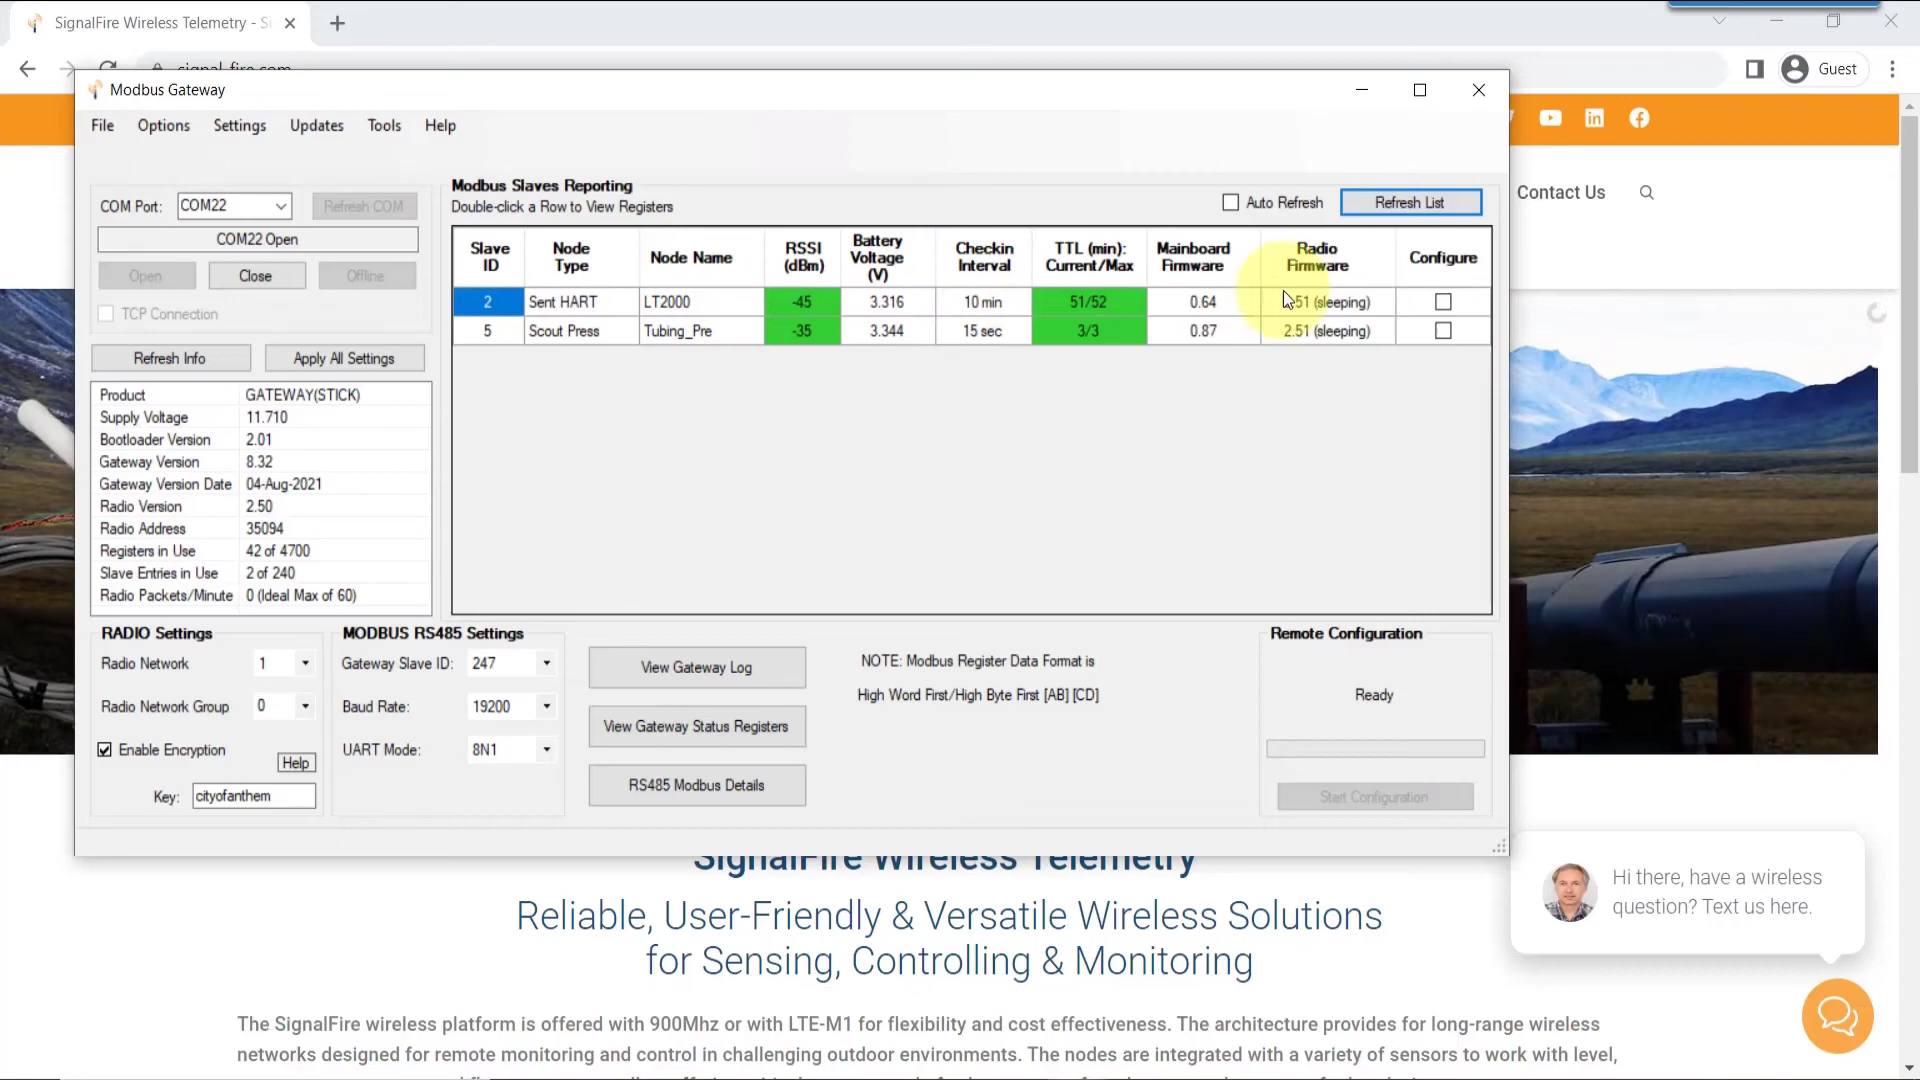 SignalFire Wireless Telemetry - Si
signal-fire.com
Guest
Modbus Gateway
File Options Settings Updates Tools Help
Contact Us
COM Port: COM22 Refresh COM
COM22 Open
Open Close Offline
TCP Connection
Refresh Info Apply All Settings
Product GATEWAY(STICK)
Supply Voltage 11.710
Bootloader Version 2.01
Gateway Version 8.32
Gateway Version Date 04-Aug-2021
Radio Version 2.50
Radio Address 35094
Registers in Use 42 of 4700
Slave Entries in Use 2 of 240
Radio Packets/Minute 0 (Ideal Max of 60)
Modbus Slaves Reporting
Double-click a Row to View Registers
Auto Refresh Refresh List
Slave ID Node Type Node Name RSSI (dBm) Battery Voltage (V) Checkin Interval TTL (min): Current/Max Mainboard Firmware Radio Firmware Configure
2 Sent HART LT2000 -45 3.316 10 min 51/52 0.64 .51 (sleeping)
5 Scout Press Tubing_Pre -35 3.344 15 sec 3/3 0.87 2.51 (sleeping)
RADIO Settings
Radio Network 1
Radio Network Group 0
Enable Encryption
Help
Key: cityofanthem
MODBUS RS485 Settings
Gateway Slave ID: 247
Baud Rate: 19200
UART Mode: 8N1
View Gateway Log
View Gateway Status Registers
RS485 Modbus Details
NOTE: Modbus Register Data Format is
High Word First/High Byte First [AB] [CD]
Remote Configuration
Ready
Start Configuration
SignalFire Wireless Telemetry
Reliable, User-Friendly & Versatile Wireless Solutions
for Sensing, Controlling & Monitoring
The SignalFire wireless platform is offered with 900Mhz or with LTE-M1 for flexibility and cost effectiveness. The architecture provides for long-range wireless
networks designed for remote monitoring and control in challenging outdoor environments. The nodes are integrated with a variety of sensors to work with level,
Hi there, have a wireless
question? Text us here.